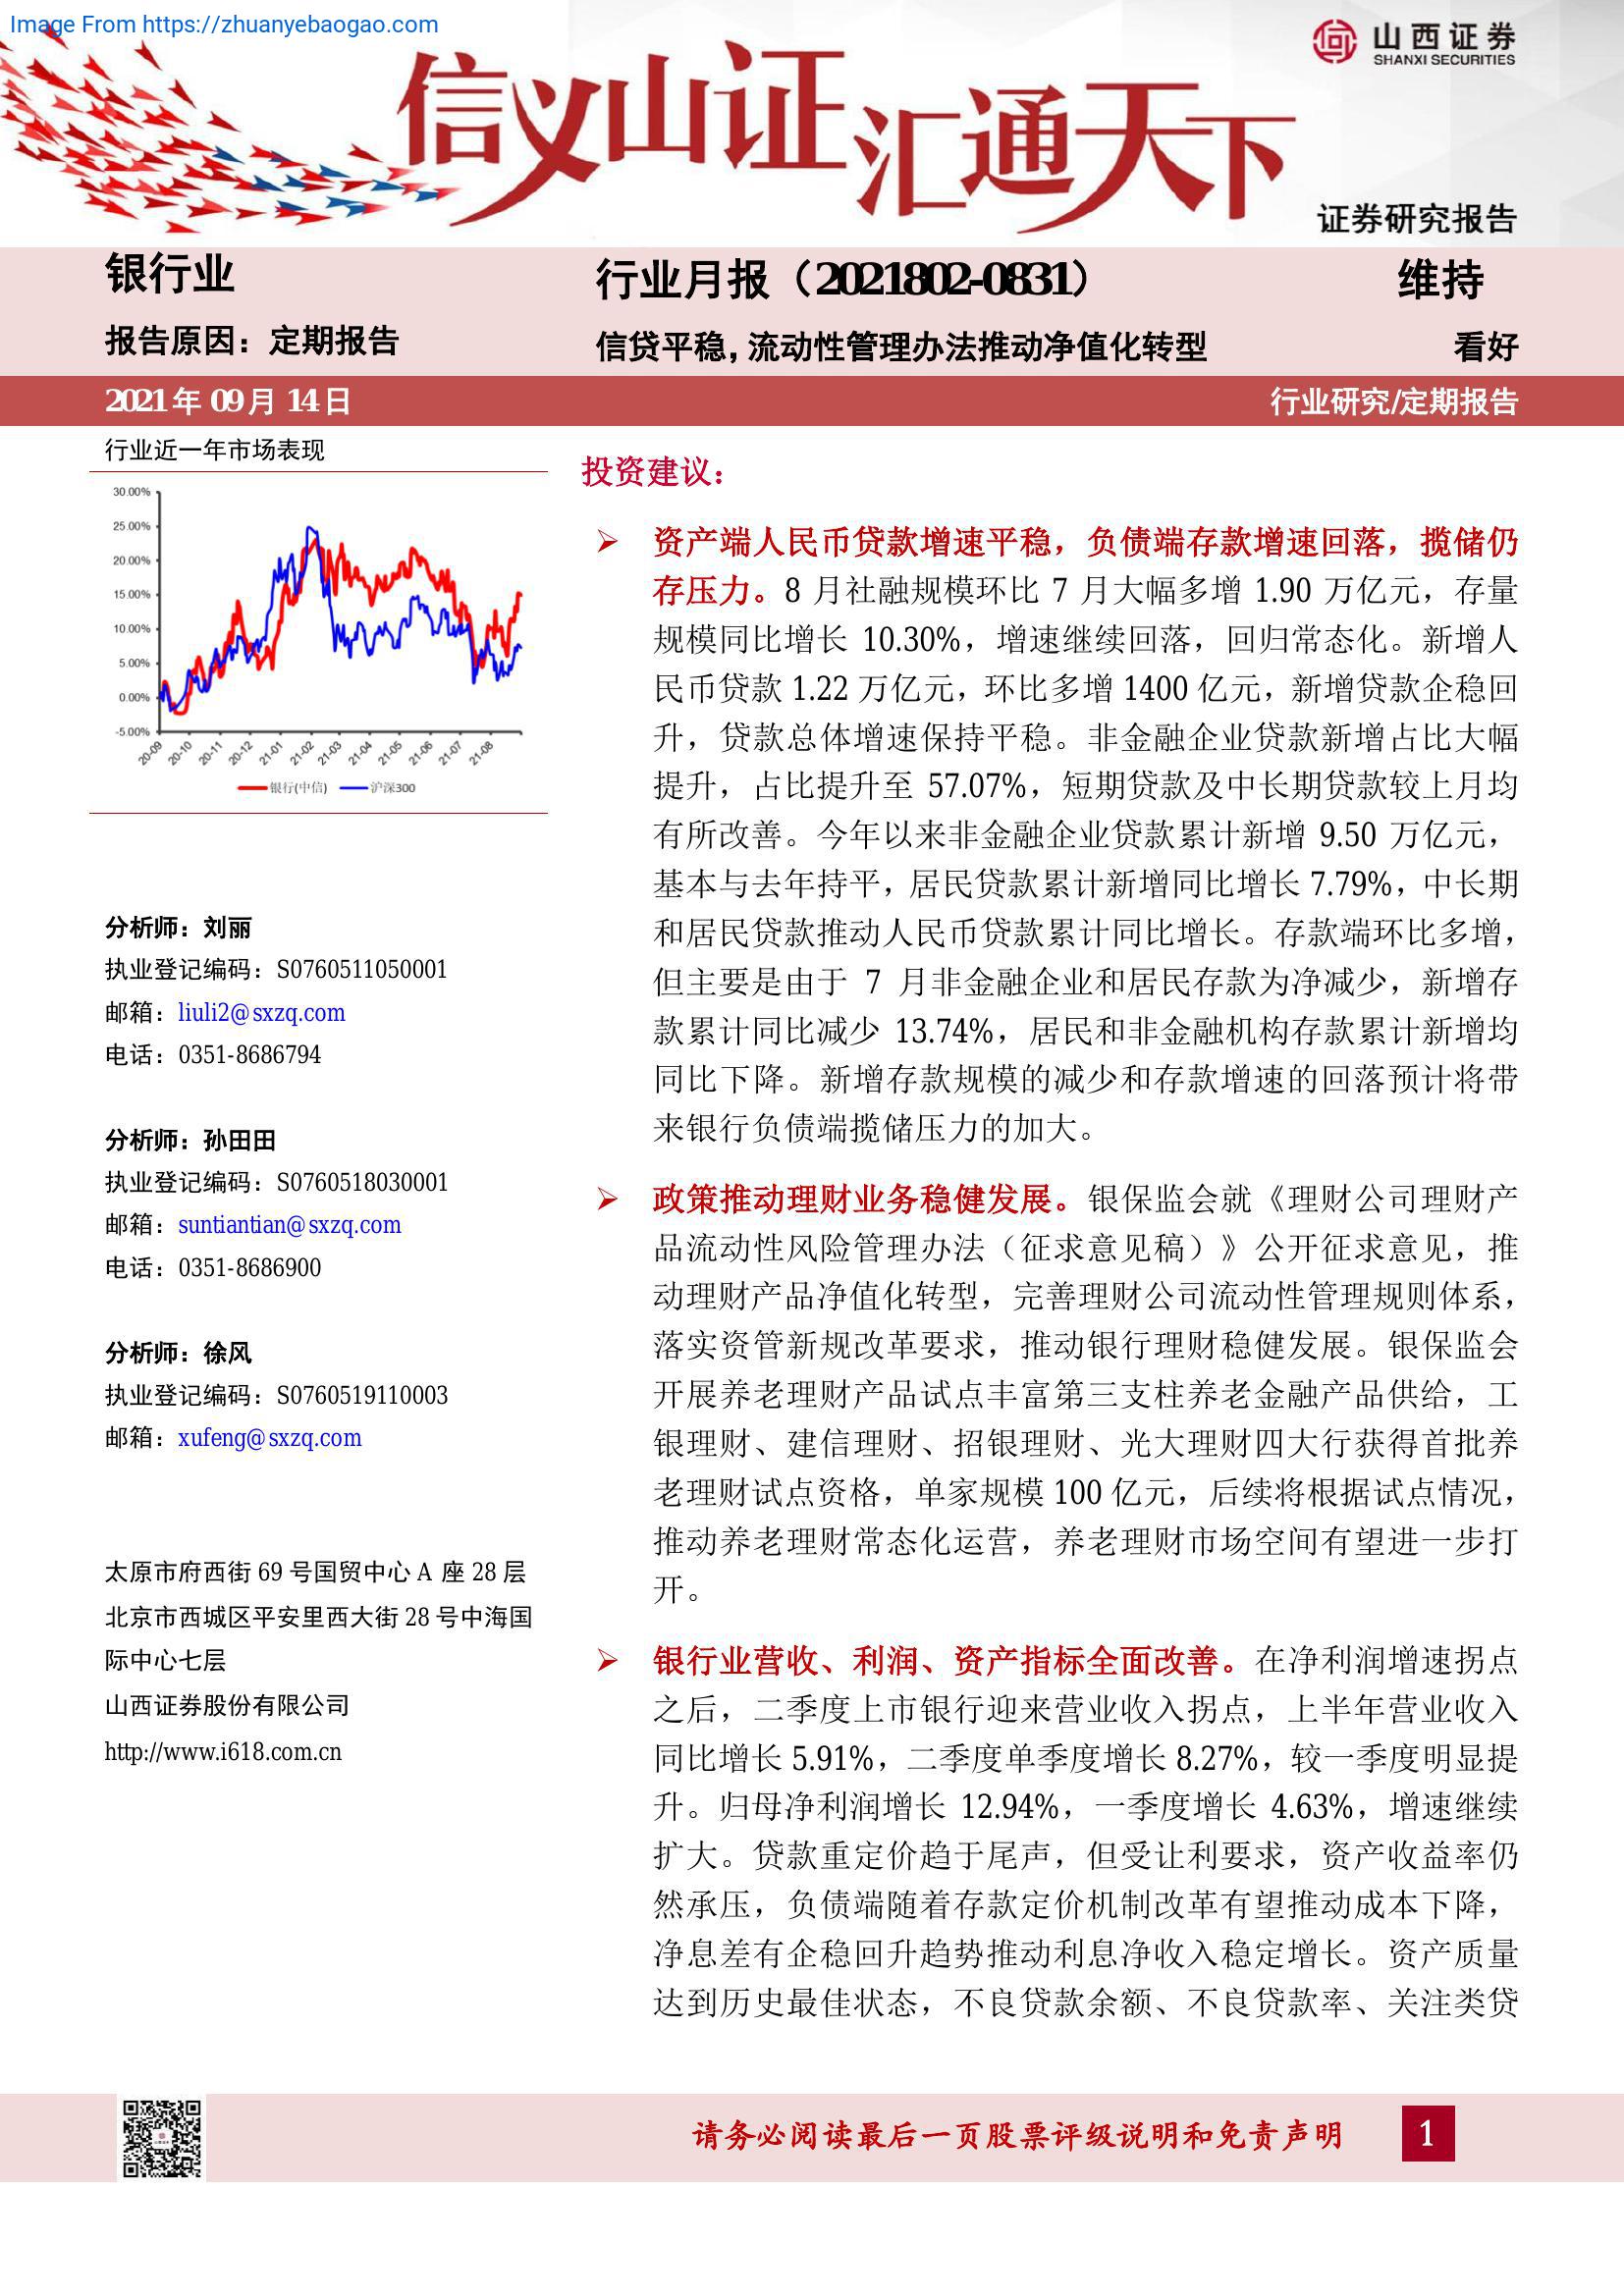 Image From https://zhuanyebaogao.com
山西证券
SHANXI SECURITIES
信义山证汇通天下
证券研究报告
银行业
行业月报（2021802-0831）
维持
报告原因：定期报告
信贷平稳，流动性管理办法推动净值化转型
看好
2021年09月14日
行业研究/定期报告
行业近一年市场表现
30.00%
25.00%
20.00%
15.00%
10.00%
5.00%
0.00%
-5.00%
20-09 20-10 20-11 20-12 21-01 21-02 21-03 21-04 21-05 21-06 21-07 21-08
银行(中信) 沪深300
分析师：刘丽
执业登记编码：S0760511050001
邮箱：liuli2@sxzq.com
电话：0351-8686794
分析师：孙田田
执业登记编码：S0760518030001
邮箱：suntiantian@sxzq.com
电话：0351-8686900
分析师：徐风
执业登记编码：S0760519110003
邮箱：xufeng@sxzq.com
太原市府西街69号国贸中心A座28层
北京市西城区平安里西大街28号中海国
际中心七层
山西证券股份有限公司
http://www.i618.com.cn
投资建议：
资产端人民币贷款增速平稳，负债端存款增速回落，揽储仍
存压力。8 月社融规模环比 7 月大幅多增 1.90 万亿元，存量
规模同比增长 10.30%，增速继续回落，回归常态化。新增人
民币贷款 1.22 万亿元，环比多增 1400 亿元，新增贷款企稳回
升，贷款总体增速保持平稳。非金融企业贷款新增占比大幅
提升，占比提升至 57.07%，短期贷款及中长期贷款较上月均
有所改善。今年以来非金融企业贷款累计新增 9.50 万亿元，
基本与去年持平，居民贷款累计新增同比增长 7.79%，中长期
和居民贷款推动人民币贷款累计同比增长。存款端环比多增，
但主要是由于 7 月非金融企业和居民存款为净减少，新增存
款累计同比减少 13.74%，居民和非金融机构存款累计新增均
同比下降。新增存款规模的减少和存款增速的回落预计将带
来银行负债端揽储压力的加大。
政策推动理财业务稳健发展。银保监会就《理财公司理财产
品流动性风险管理办法（征求意见稿）》公开征求意见，推
动理财产品净值化转型，完善理财公司流动性管理规则体系，
落实资管新规改革要求，推动银行理财稳健发展。银保监会
开展养老理财产品试点丰富第三支柱养老金融产品供给，工
银理财、建信理财、招银理财、光大理财四大行获得首批养
老理财试点资格，单家规模 100 亿元，后续将根据试点情况，
推动养老理财常态化运营，养老理财市场空间有望进一步打
开。
银行业营收、利润、资产指标全面改善。在净利润增速拐点
之后，二季度上市银行迎来营业收入拐点，上半年营业收入
同比增长 5.91%，二季度单季度增长 8.27%，较一季度明显提
升。归母净利润增长 12.94%，一季度增长 4.63%，增速继续
扩大。贷款重定价趋于尾声，但受让利要求，资产收益率仍
然承压，负债端随着存款定价机制改革有望推动成本下降，
净息差有企稳回升趋势推动利息净收入稳定增长。资产质量
达到历史最佳状态，不良贷款余额、不良贷款率、关注类贷
请务必阅读最后一页股票评级说明和免责声明
1